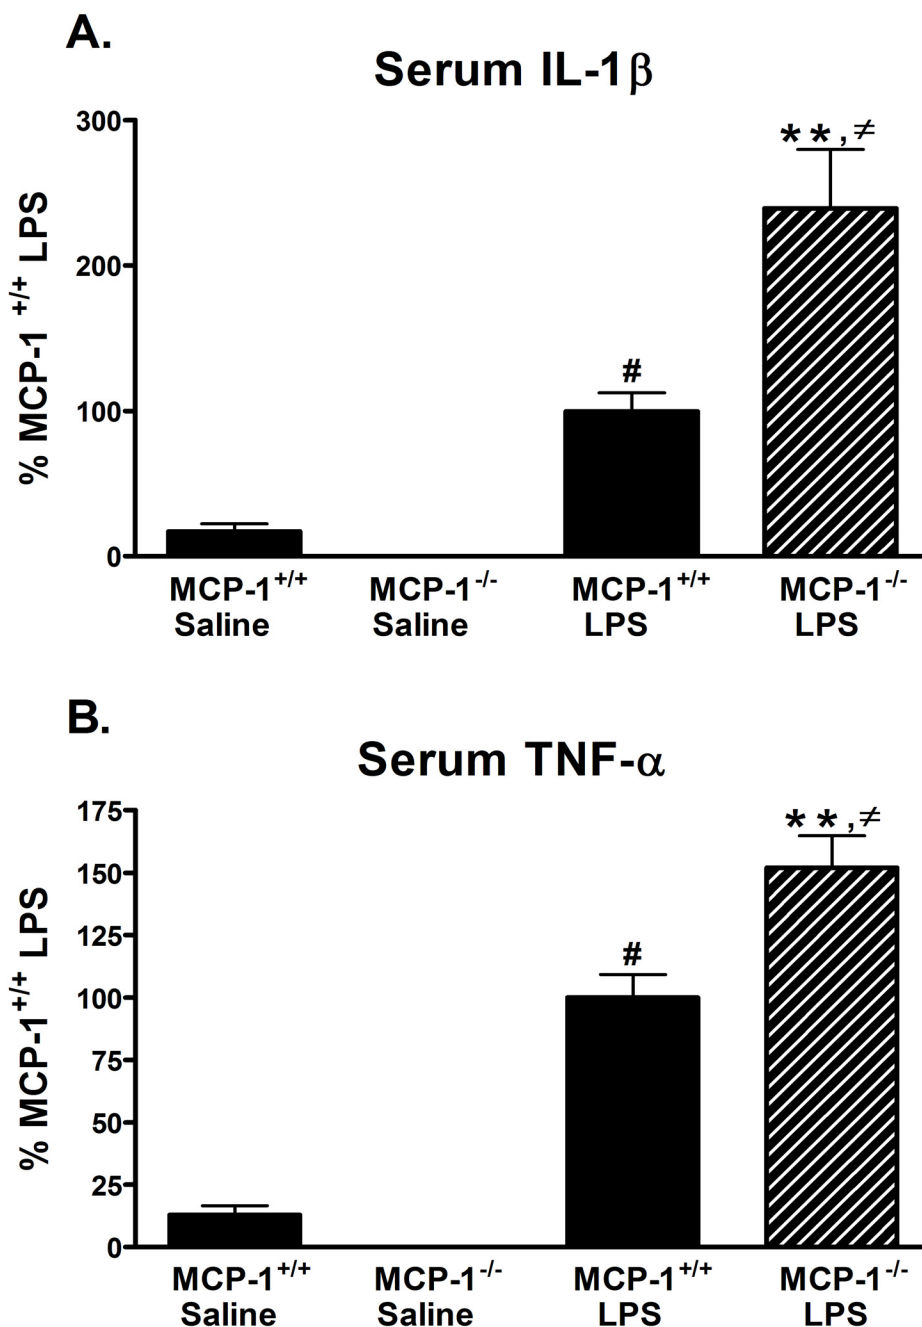 A.
Serum IL-1β
% MCP-1 +/+ LPS
300
200
100
0
**,≠
#
MCP-1+/+ MCP-1-/- MCP-1+/+ MCP-1-/-
Saline Saline LPS LPS
B.
Serum TNF-α
% MCP-1+/+ LPS
175
150
125
100
75
50
25
0
**,≠
#
MCP-1+/+ MCP-1-/- MCP-1+/+ MCP-1-/-
Saline Saline LPS LPS